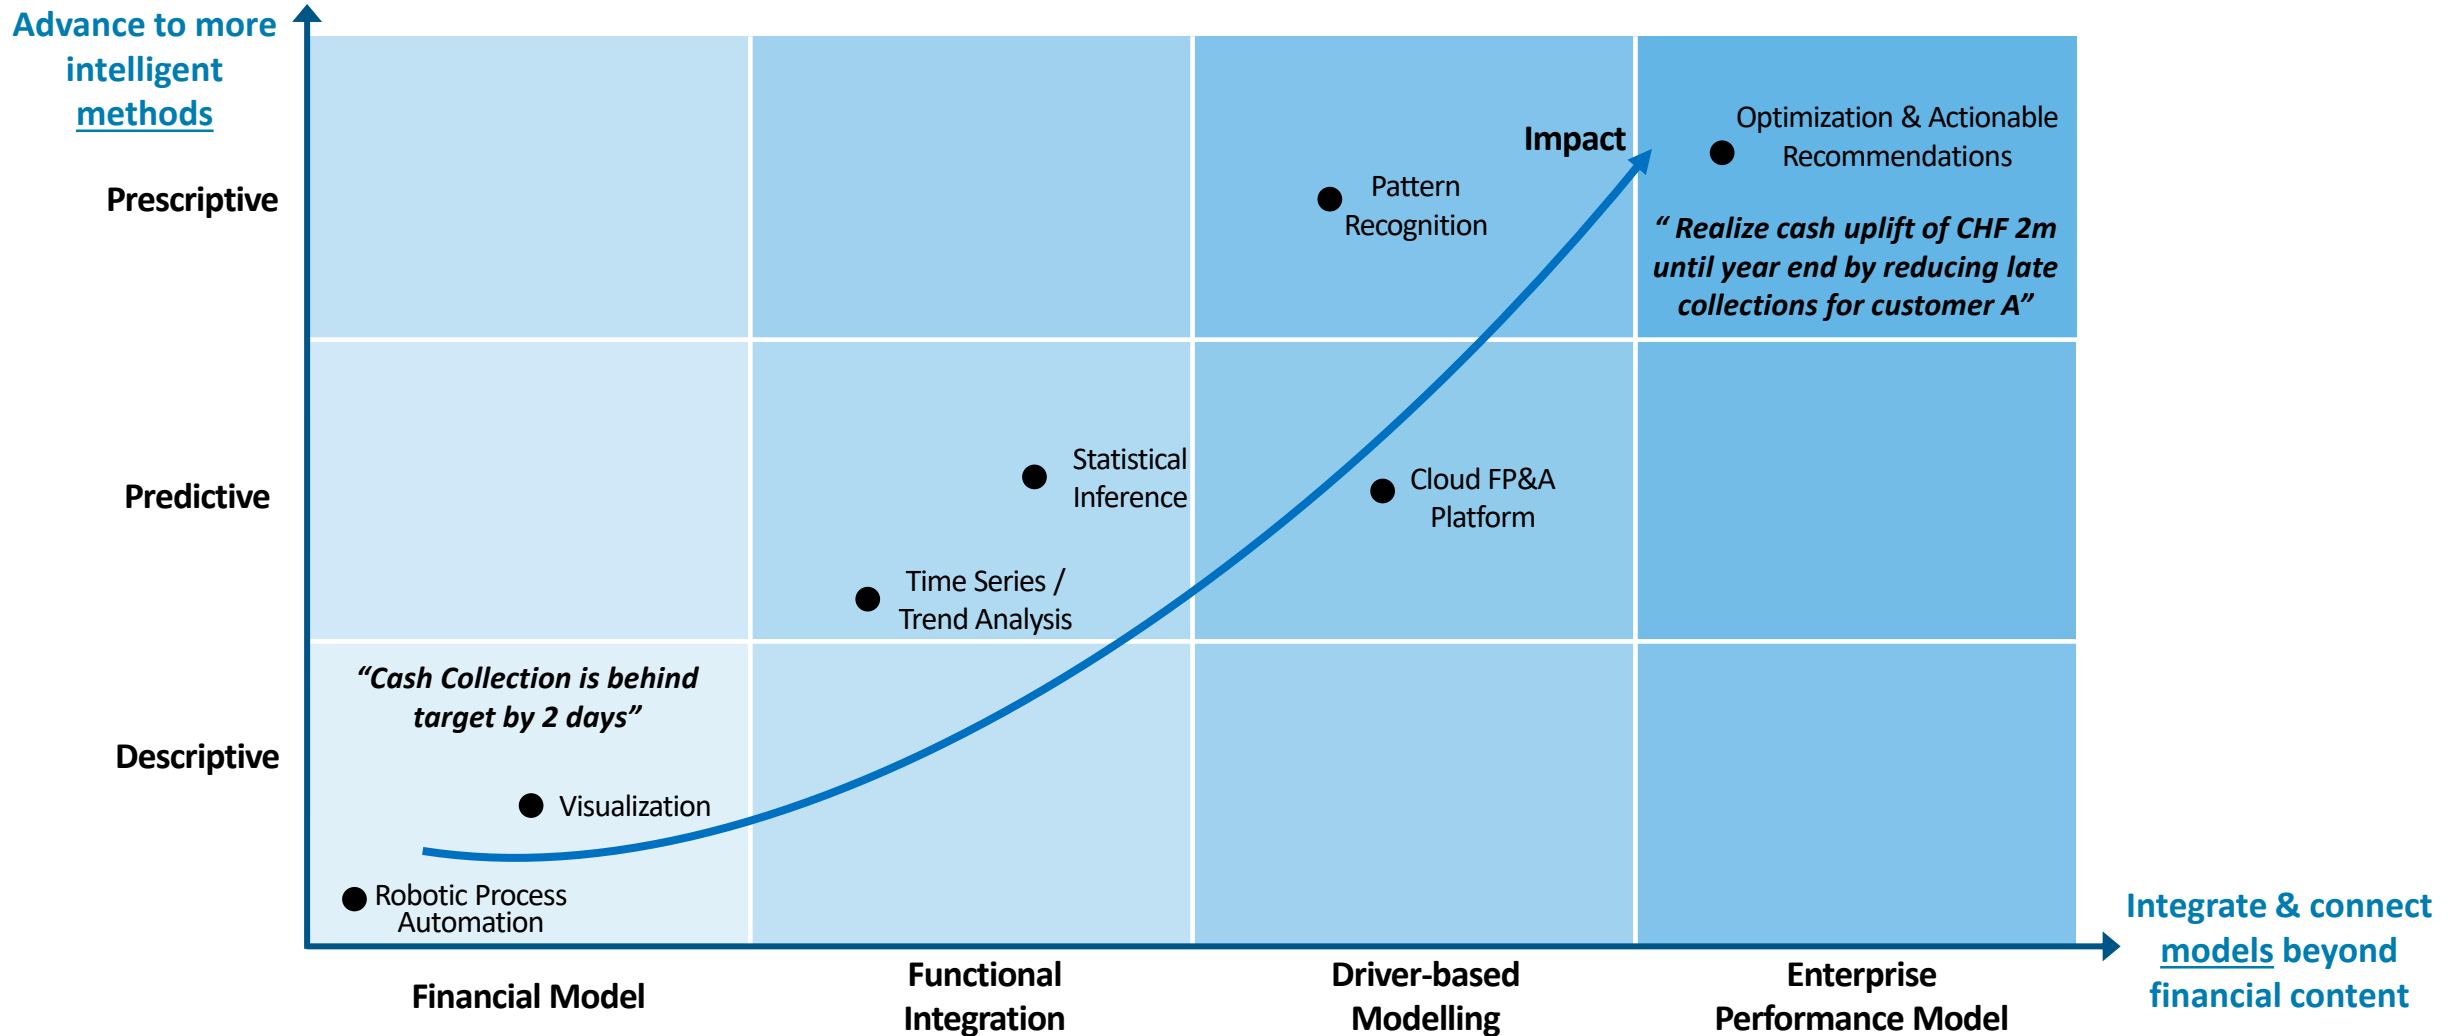 Advance to more
intelligent
methods
Impact
Optimization & Actionable
Recommendations
Prescriptive
Pattern
Recognition
“ Realize cash uplift of CHF 2m
until year end by reducing late
collections for customer A”
Predictive
Statistical
Inference
Cloud FP&A
Platform
Time Series /
Trend Analysis
“Cash Collection is behind
target by 2 days”
Descriptive
Visualization
Robotic Process
Automation
Integrate & connect
models beyond
financial content
Financial Model
Functional
Integration
Driver-based
Modelling
Enterprise
Performance Model